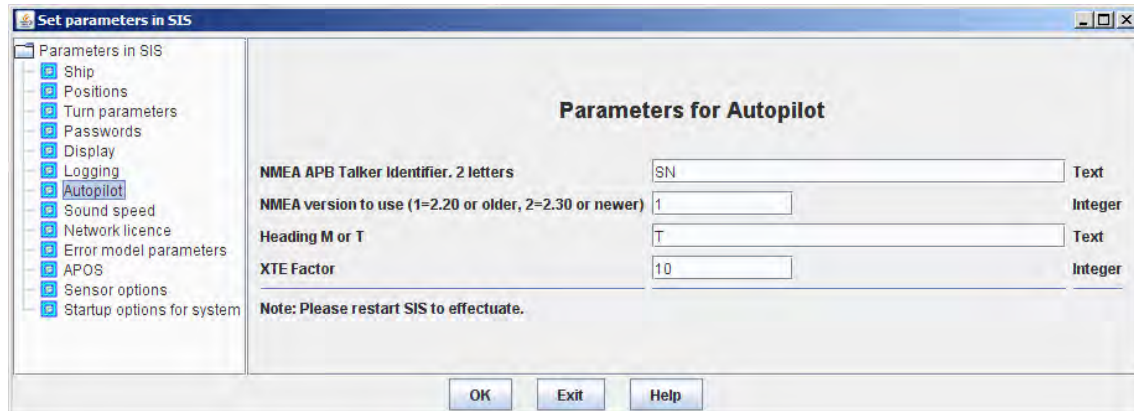 Set parameters in SIS
Parameters in SIS
Ship
Positions
Turn parameters
Passwords
Display
Logging
Autopilot
Sound speed
Network licence
Error model parameters
APOS
Sensor options
Startup options for system
Parameters for Autopilot
NMEA APB Talker Identifier. 2 letters SN Text
NMEA version to use (1=2.20 or older, 2=2.30 or newer) 1 Integer
Heading M or T T Text
XTE Factor 10 Integer
Note: Please restart SIS to effectuate.
OK Exit Help